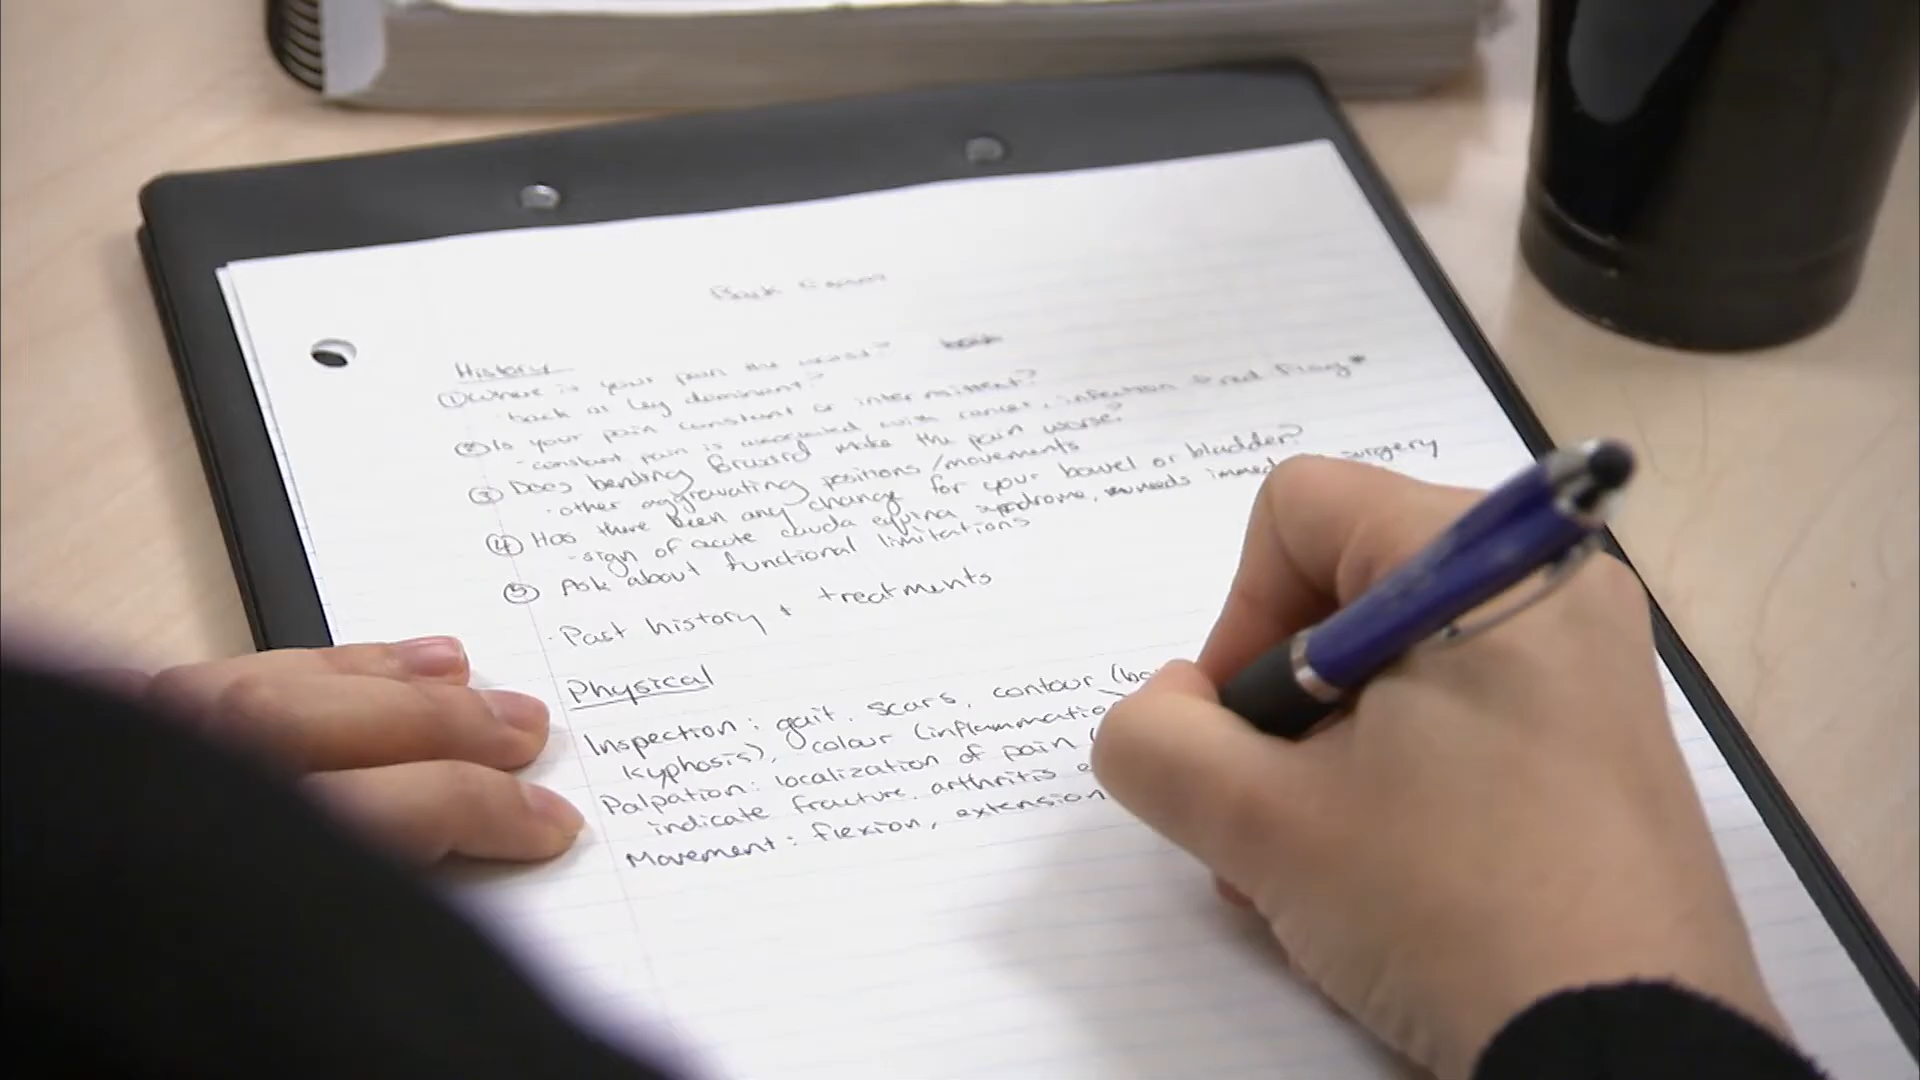 Back Exam
History
① Where is your pain the worst?
- back or leg dominant?
② Is your pain constant or intermittent?
- constant pain is associated with cancer, infection * red flag *
③ Does bending forward make the pain worse?
- other aggravating positions/movements
④ Has there been any change for your bowel or bladder?
- sign of acute cauda equina syndrome, needs surgery
⑤ Ask about functional limitations
· Past history + treatments
Physical
Inspection: gait, scars, contour
kyphosis), colour (inflammatio
Palpation: localization of pain (
indicate fracture, arthritis
Movement: flexion, extension